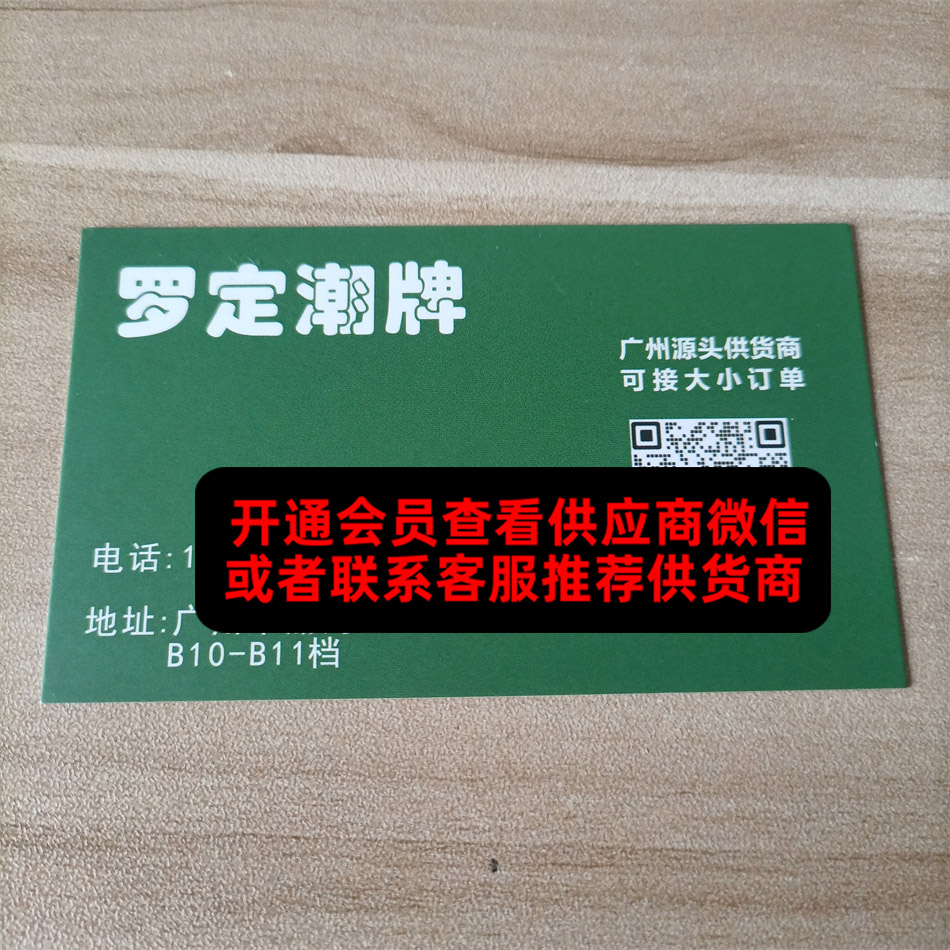 罗定潮牌
广州源头供货商
可接大小订单
开通会员查看供应商微信
或者联系客服推荐供货商
电话:1
地址:广
B10-B11档